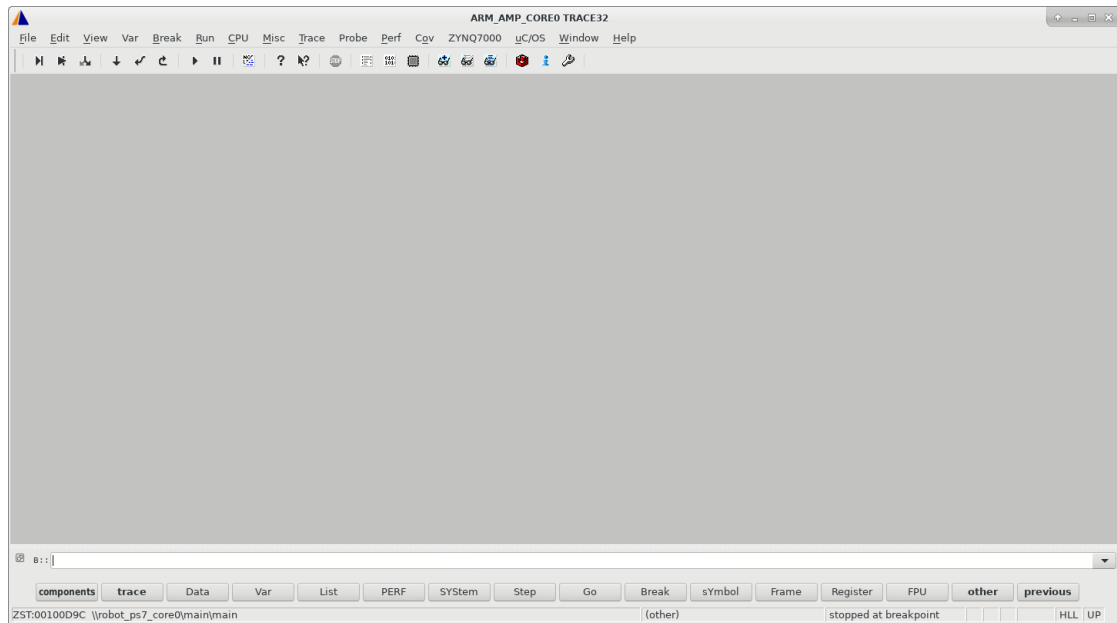 ARM_AMP_CORE0 TRACE32
File Edit View Var Break Run CPU Misc Trace Probe Perf Cov ZYNQ7000 uC/OS Window Help
B::
components trace Data Var List PERF SYStem Step Go Break sYmbol Frame Register FPU other previous
ZST:00100D9C \\robot_ps7_core0\main\main (other) stopped at breakpoint HLL UP